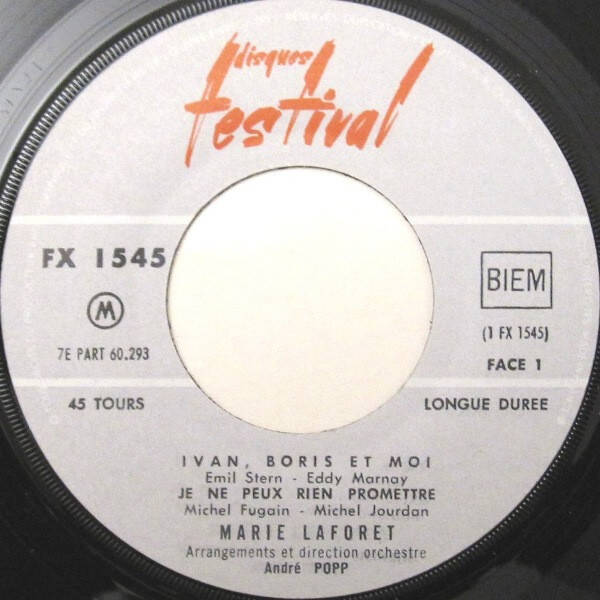 disques
festival
FX 1545
BIEM
M
(1 FX 1545)
7E PART 60.293
FACE 1
45 TOURS
LONGUE DUREE
IVAN, BORIS ET MOI
Emil Stern - Eddy Marnay
JE NE PEUX RIEN PROMETTRE
Michel Fugain - Michel Jourdan
MARIE LAFORET
Arrangements et direction orchestre
André POPP